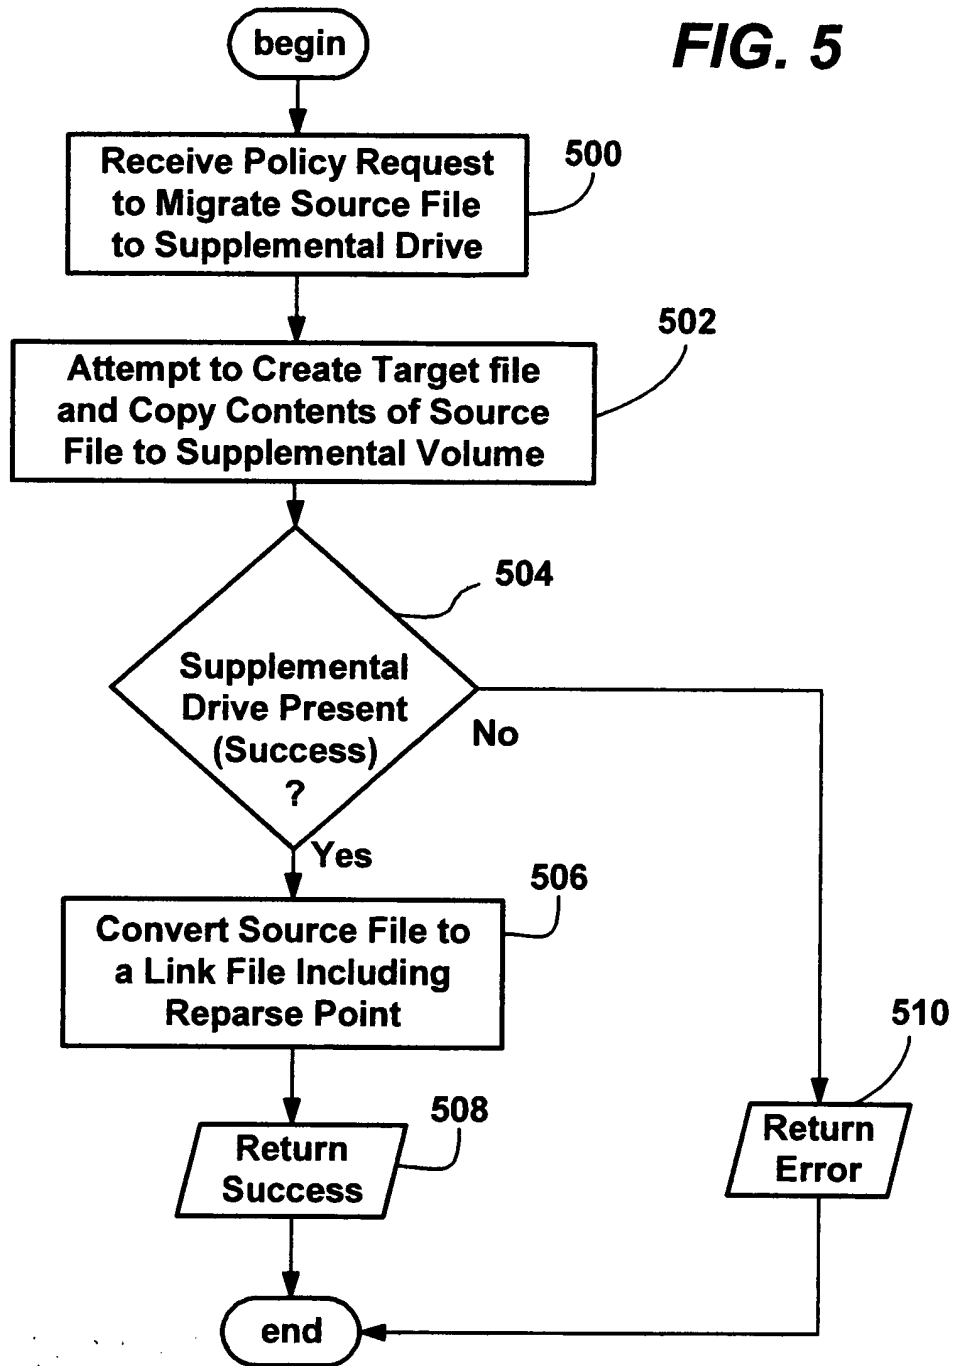 begin
FIG. 5
Receive Policy Request
to Migrate Source File
to Supplemental Drive
500
Attempt to Create Target file
and Copy Contents of Source
File to Supplemental Volume
502
504
Supplemental
Drive Present
(Success)
?
No
Yes
506
Convert Source File to
a Link File Including
Reparse Point
510
508
Return
Success
Return
Error
end